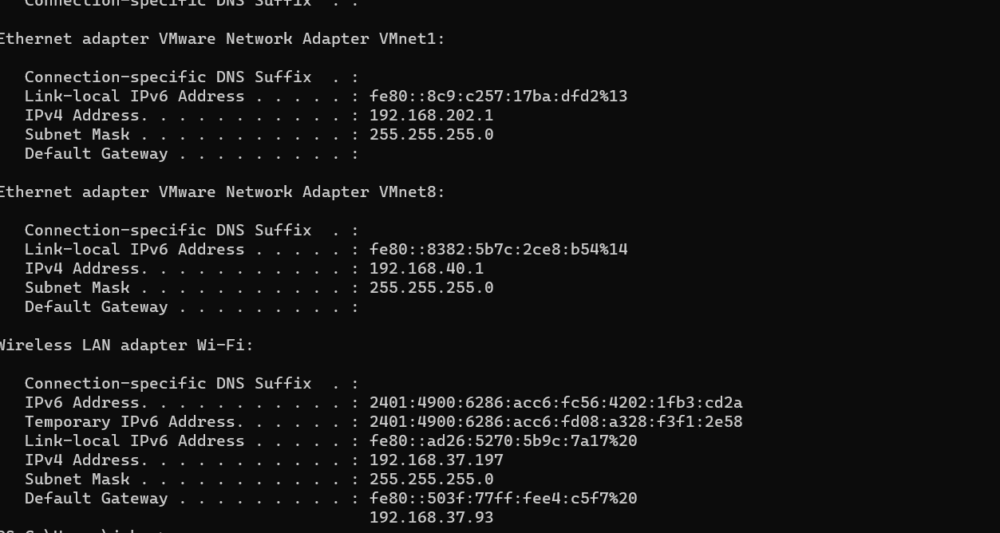 Connection-specific DNS Suffix  . :
Ethernet adapter VMware Network Adapter VMnet1:
Connection-specific DNS Suffix  . :
Link-local IPv6 Address . . . . . : fe80::8c9:c257:17ba:dfd2%13
IPv4 Address. . . . . . . . . . . : 192.168.202.1
Subnet Mask . . . . . . . . . . . : 255.255.255.0
Default Gateway . . . . . . . . . :
Ethernet adapter VMware Network Adapter VMnet8:
Connection-specific DNS Suffix  . :
Link-local IPv6 Address . . . . . : fe80::8382:5b7c:2ce8:b54%14
IPv4 Address. . . . . . . . . . . : 192.168.40.1
Subnet Mask . . . . . . . . . . . : 255.255.255.0
Default Gateway . . . . . . . . . :
Wireless LAN adapter Wi-Fi:
Connection-specific DNS Suffix  . :
IPv6 Address. . . . . . . . . . . : 2401:4900:6286:acc6:fc56:4202:1fb3:cd2a
Temporary IPv6 Address. . . . . . : 2401:4900:6286:acc6:fd08:a328:f3f1:2e58
Link-local IPv6 Address . . . . . : fe80::ad26:5270:5b9c:7a17%20
IPv4 Address. . . . . . . . . . . : 192.168.37.197
Subnet Mask . . . . . . . . . . . : 255.255.255.0
Default Gateway . . . . . . . . . : fe80::503f:77ff:fee4:c5f7%20
192.168.37.93